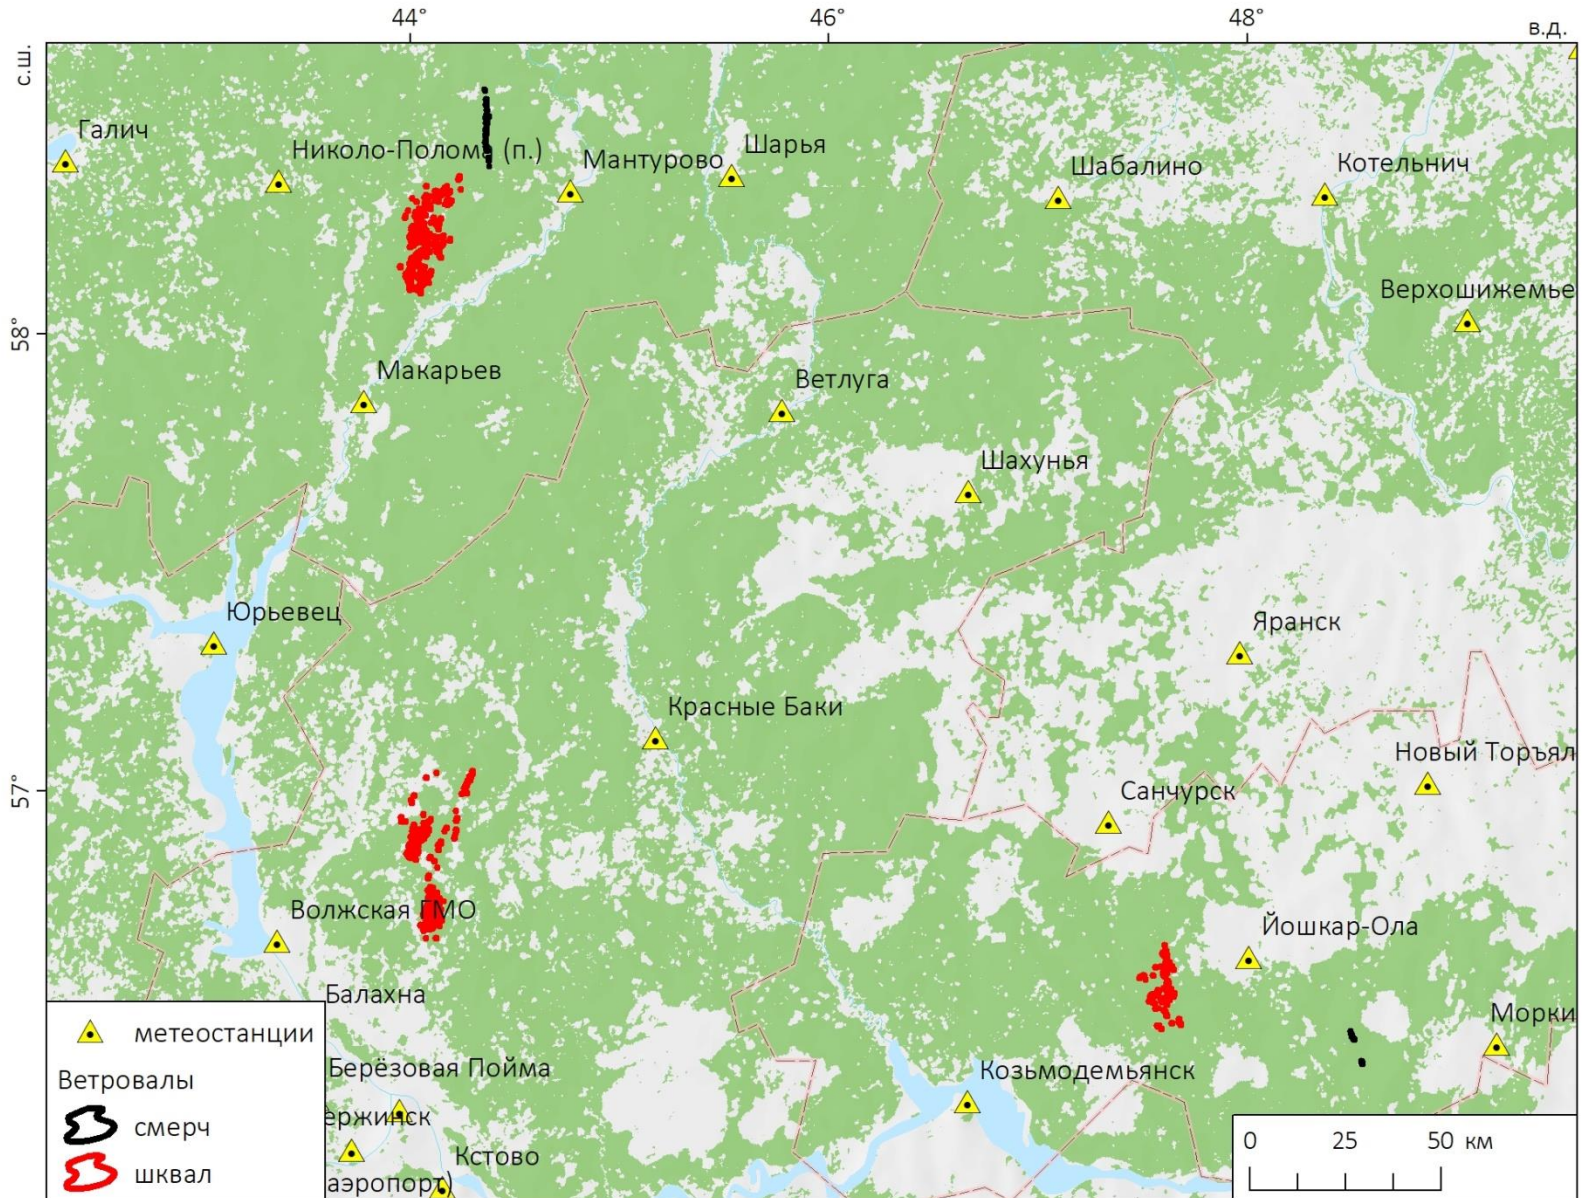 44°
46°
48°
в.д.
с.ш.
Галич
Николо-Полома (п.)
Мантурово
Шарья
Шабалино
Котельнич
Верхошижемье
58°
Макарьев
Ветлуга
Шахунья
Юрьевец
Яранск
Красные Баки
Новый Торъял
57°
Санчурск
Волжская ГМО
Йошкар-Ола
Балахна
Морки
метеостанции
Берёзовая Пойма
Козьмодемьянск
Ветровалы
ержинск
смерч
Кстово
0 25 50 км
шквал
аэропорт)